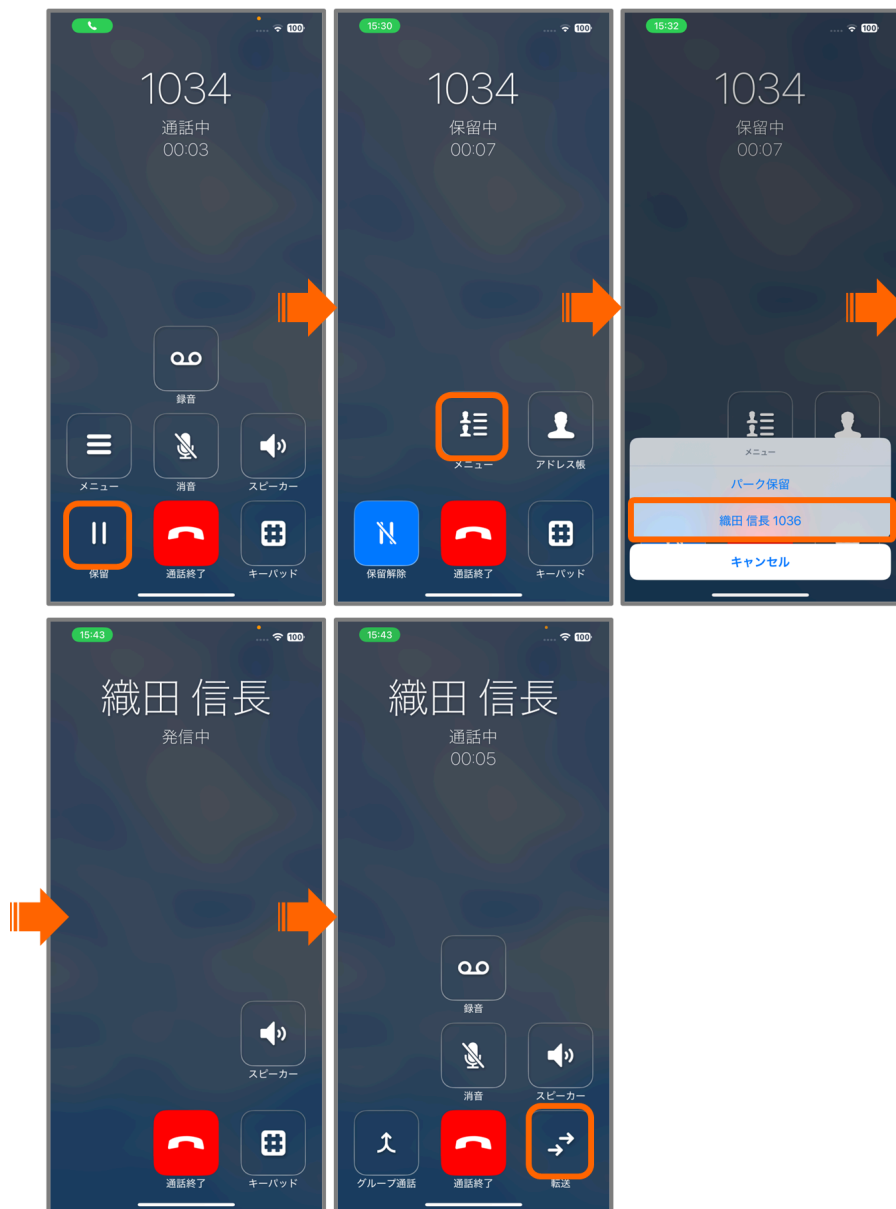 100
1034
通話中
00:03
録音
メニュー
消音
スピーカー
保留
通話終了
キーパッド
15:30
100
1034
保留中
00:07
メニュー
アドレス帳
保留解除
通話終了
キーパッド
15:32
100
1034
保留中
00:07
メニュー
パーク保留
織田 信長 1036
キャンセル
15:43
100
織田 信長
発信中
スピーカー
通話終了
キーパッド
15:43
100
織田 信長
通話中
00:05
録音
消音
スピーカー
グループ通話
通話終了
転送